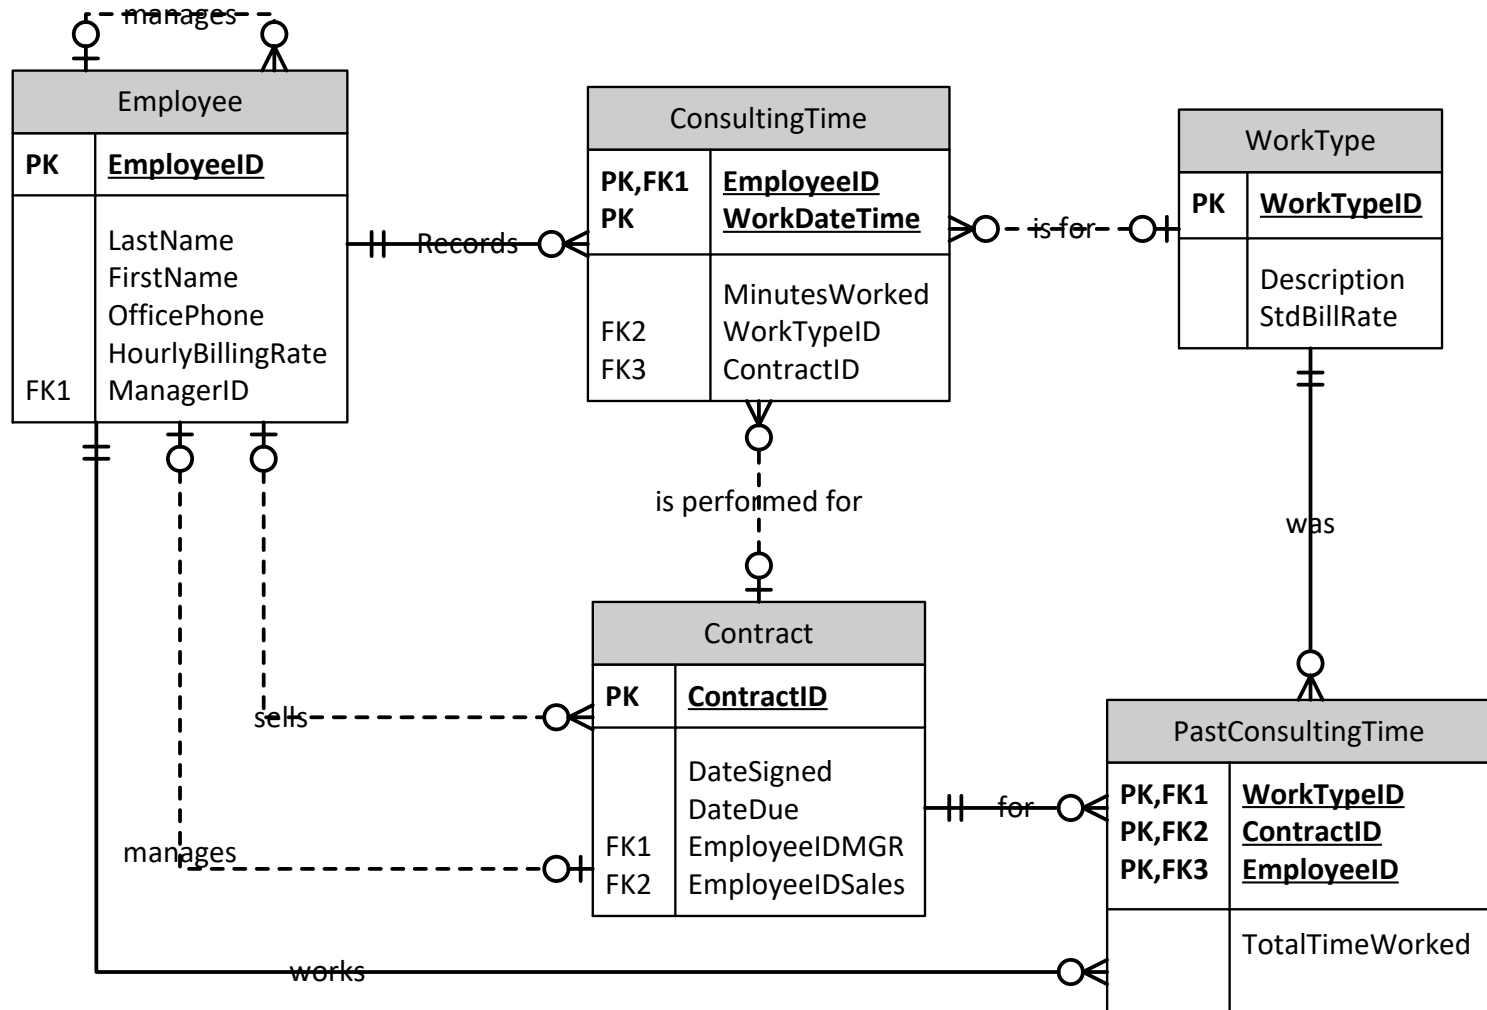 manages
Employee
PK EmployeeID
LastName
FirstName
OfficePhone
HourlyBillingRate
FK1 ManagerID
Records
ConsultingTime
PK,FK1 EmployeeID
PK WorkDateTime
MinutesWorked
FK2 WorkTypeID
FK3 ContractID
is for
WorkType
PK WorkTypeID
Description
StdBillRate
is performed for
was
sells
manages
works
Contract
PK ContractID
DateSigned
DateDue
FK1 EmployeeIDMGR
FK2 EmployeeIDSales
for
PastConsultingTime
PK,FK1 WorkTypeID
PK,FK2 ContractID
PK,FK3 EmployeeID
TotalTimeWorked